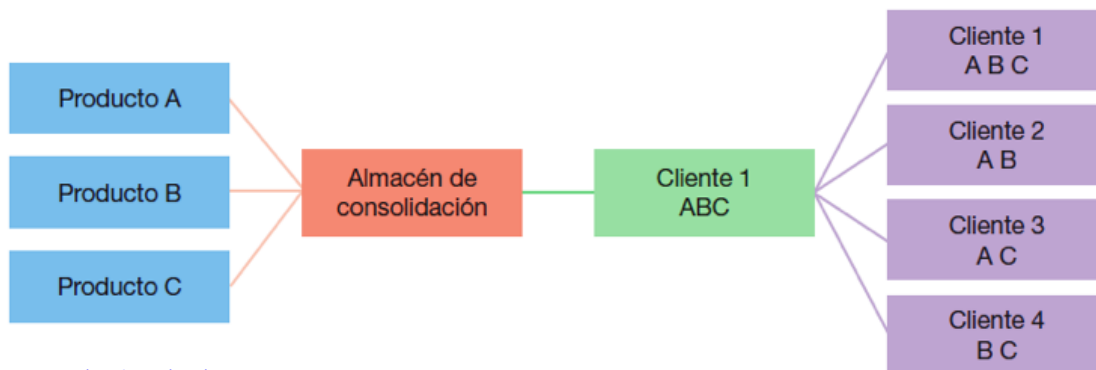 Producto A
Producto B
Producto C
Almacén de
consolidación
Cliente 1
ABC
Cliente 1
A B C
Cliente 2
A B
Cliente 3
A C
Cliente 4
B C